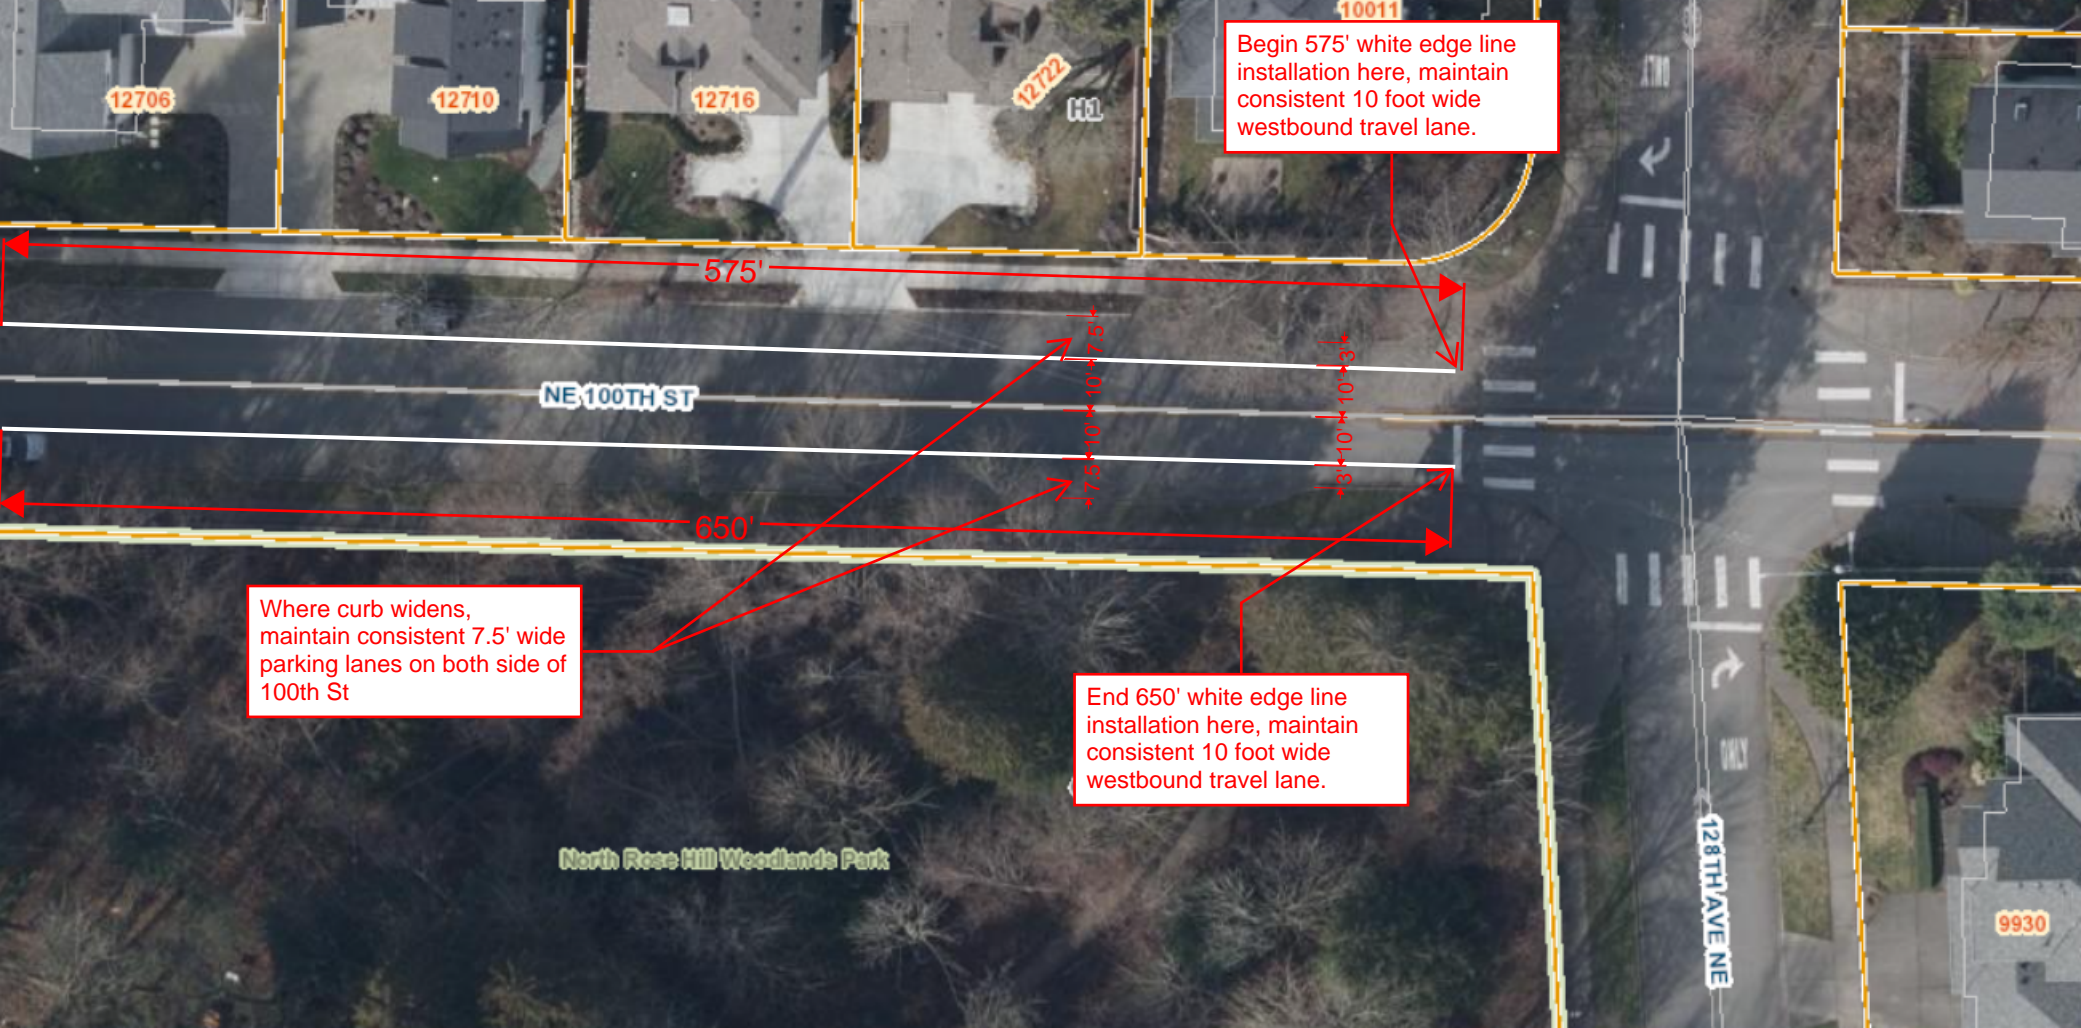 10011
Begin 575' white edge line
installation here, maintain
consistent 10 foot wide
westbound travel lane.
12706
12710
12716
12722
H1
575'
7.5'
10'
10'
7.5'
3'
10'
10'
3'
NE 100TH ST
650'
Where curb widens,
maintain consistent 7.5' wide
parking lanes on both side of
100th St
End 650' white edge line
installation here, maintain
consistent 10 foot wide
westbound travel lane.
ONLY
North Rose Hill Woodlands Park
128TH AVE NE
9930